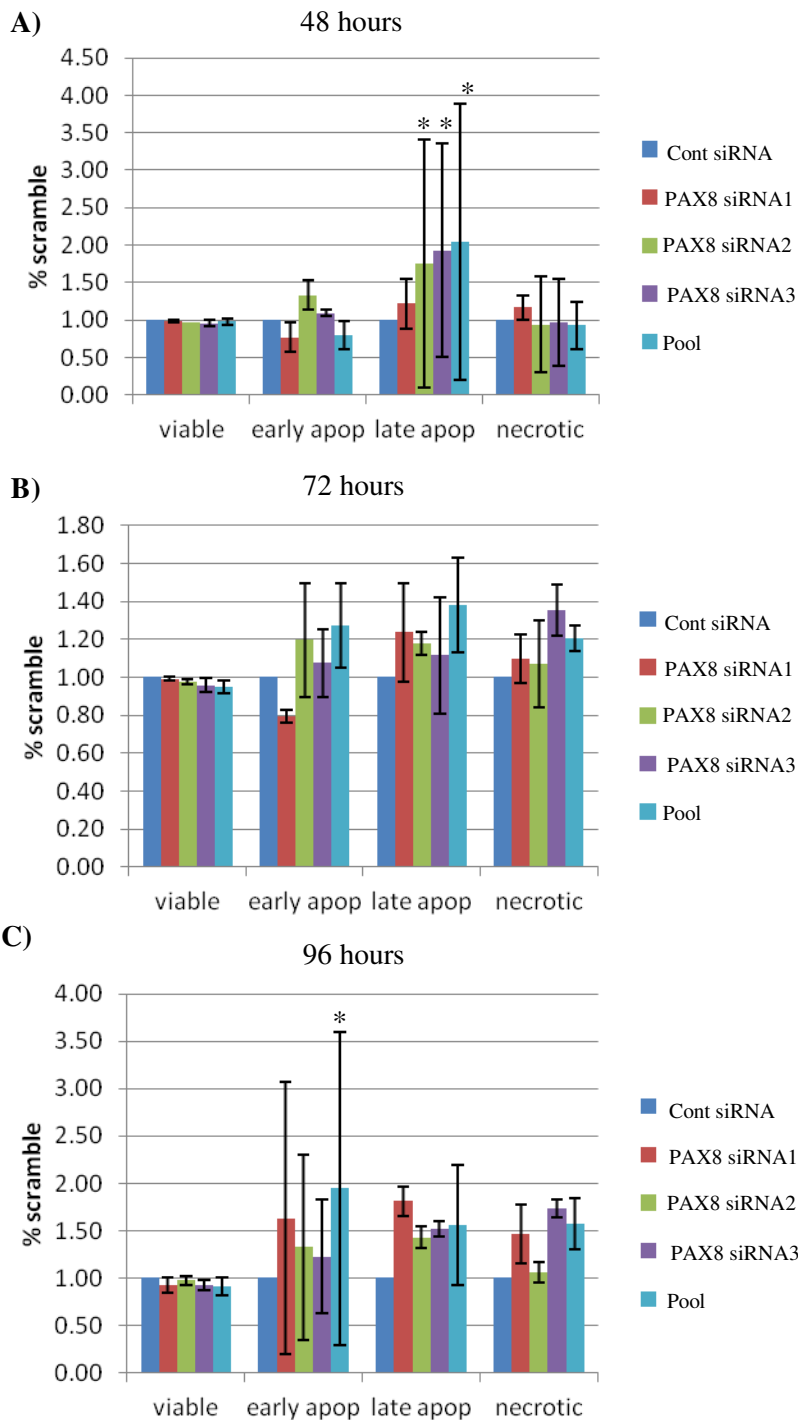 A)
48 hours
% scramble
4.50
4.00
3.50
3.00
2.50
2.00
1.50
1.00
0.50
0.00
* * *
viable early apop late apop necrotic
Cont siRNA
PAX8 siRNA1
PAX8 siRNA2
PAX8 siRNA3
Pool
B)
72 hours
% scramble
1.80
1.60
1.40
1.20
1.00
0.80
0.60
0.40
0.20
0.00
viable early apop late apop necrotic
Cont siRNA
PAX8 siRNA1
PAX8 siRNA2
PAX8 siRNA3
Pool
C)
96 hours
% scramble
4.00
3.50
3.00
2.50
2.00
1.50
1.00
0.50
0.00
*
viable early apop late apop necrotic
Cont siRNA
PAX8 siRNA1
PAX8 siRNA2
PAX8 siRNA3
Pool